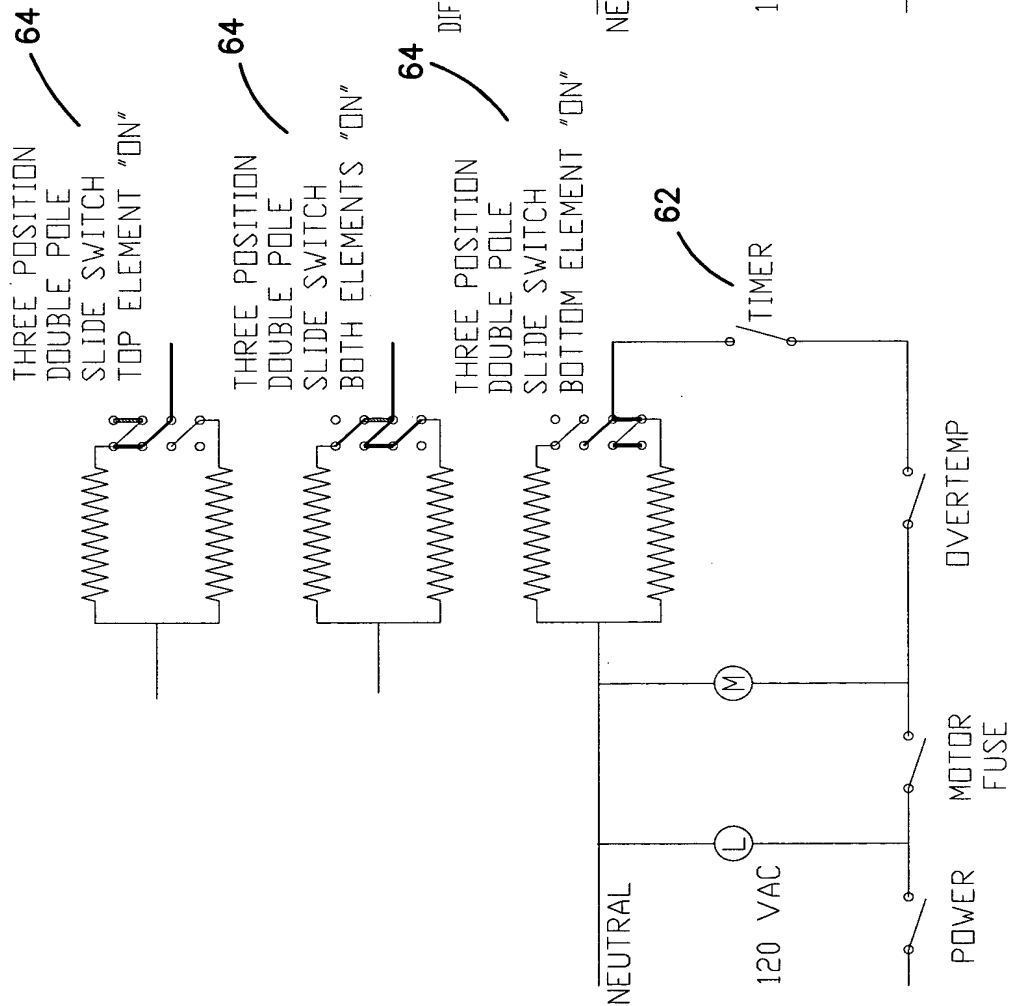 64
THREE POSITION
DOUBLE POLE
SLIDE SWITCH
TOP ELEMENT "ON"
64
THREE POSITION
DOUBLE POLE
SLIDE SWITCH
BOTH ELEMENTS "ON"
64
THREE POSITION
DOUBLE POLE
SLIDE SWITCH
BOTTOM ELEMENT "ON"
DIF
NE
1
62
TIMER
NEUTRAL
L
M
120 VAC
POWER
MOTOR
FUSE
OVERTEMP